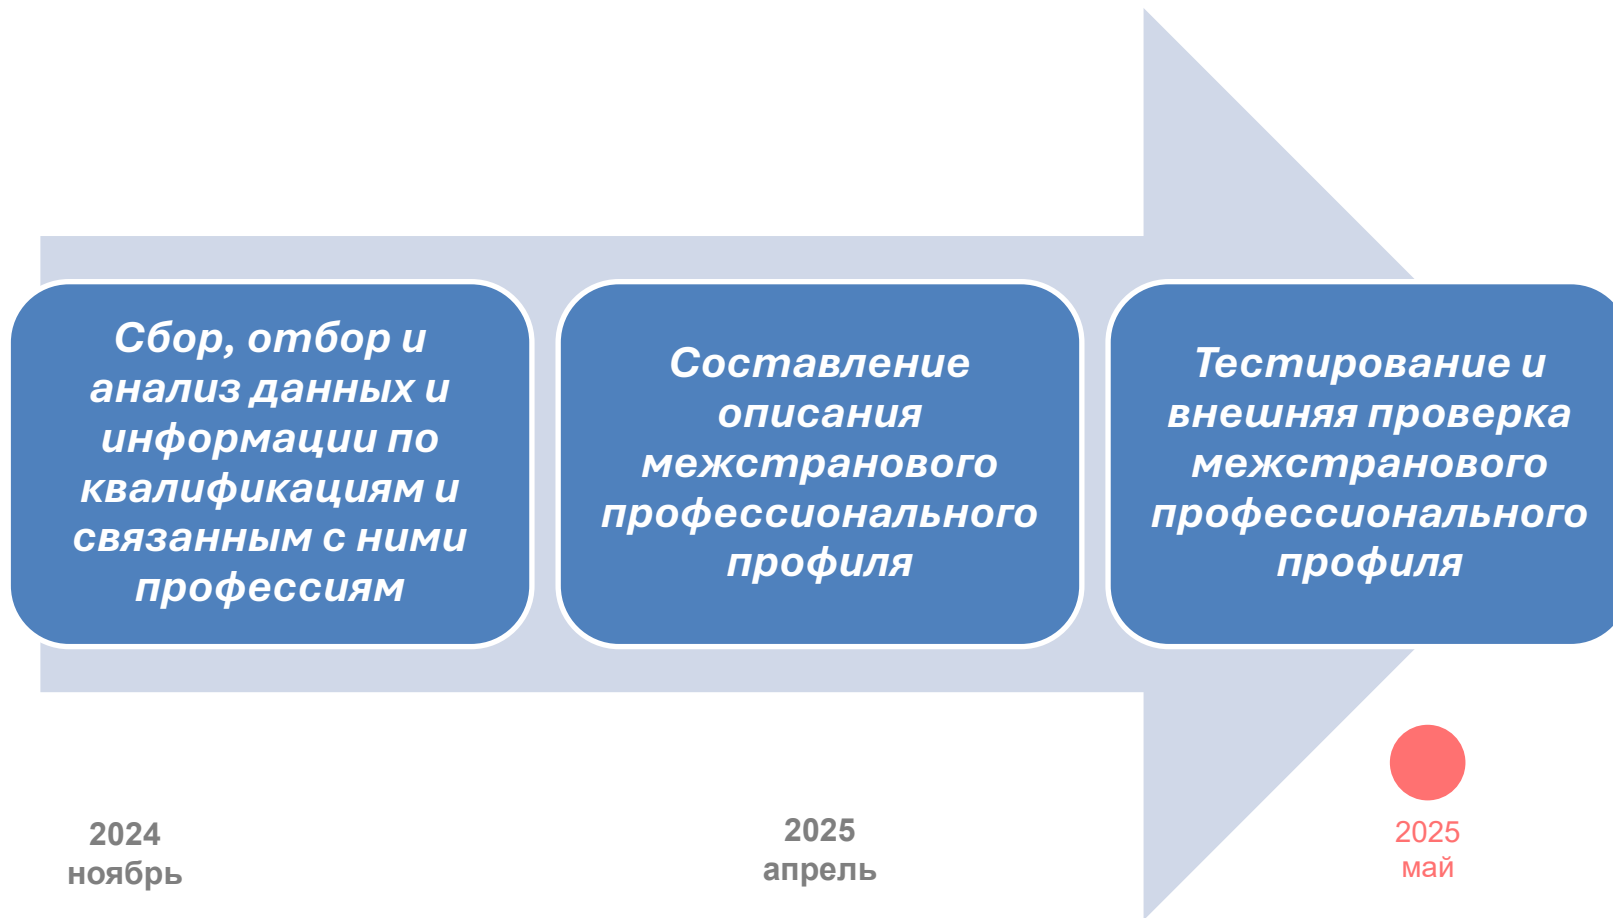 Сбор, отбор и
анализ данных и
информации по
квалификациям и
связанным с ними
профессиям
Составление
описания
межстранового
профессионального
профиля
Тестирование и
внешняя проверка
межстранового
профессионального
профиля
2024
ноябрь
2025
апрель
2025
май